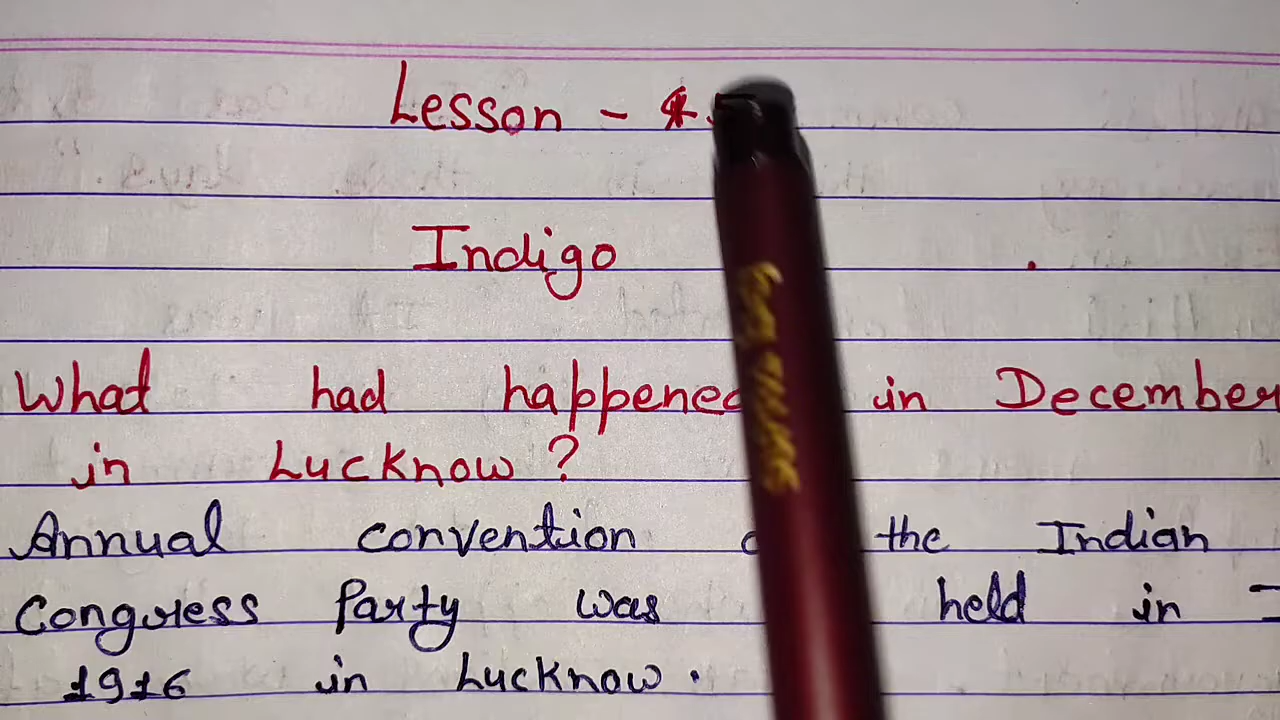 Lesson -
Indigo
What had happened in December
in Lucknow?
Annual convention the Indian
Congress Party was held in
1916 in Lucknow.